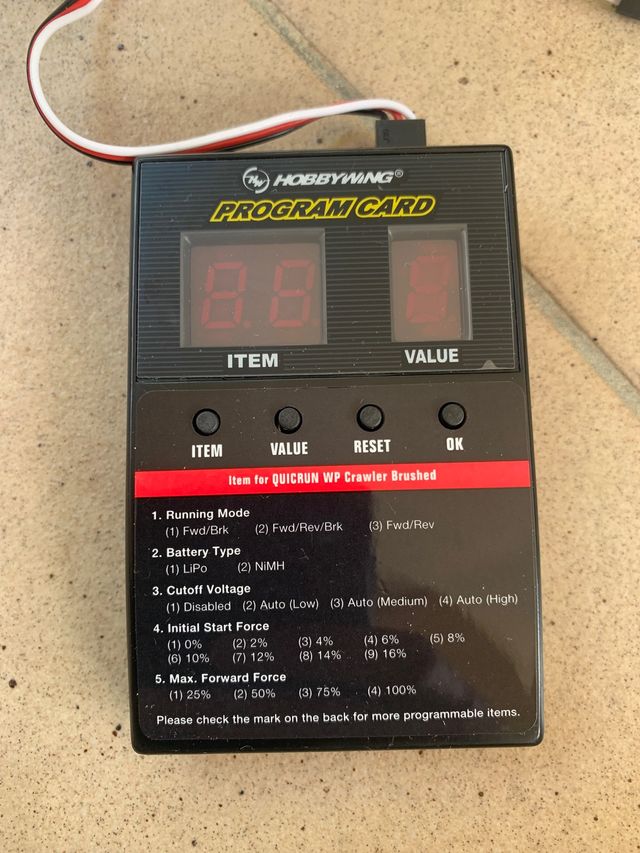 HOBBYWING®
PROGRAM CARD
8.8. 8.
ITEM VALUE
ITEM VALUE RESET OK
Item for QUICRUN WP Crawler Brushed
1. Running Mode
(1) Fwd/Brk (2) Fwd/Rev/Brk (3) Fwd/Rev
2. Battery Type
(1) LiPo (2) NiMH
3. Cutoff Voltage
(1) Disabled (2) Auto (Low) (3) Auto (Medium) (4) Auto (High)
4. Initial Start Force
(1) 0% (2) 2% (3) 4% (4) 6% (5) 8%
(6) 10% (7) 12% (8) 14% (9) 16%
5. Max. Forward Force
(1) 25% (2) 50% (3) 75% (4) 100%
Please check the mark on the back for more programmable items.